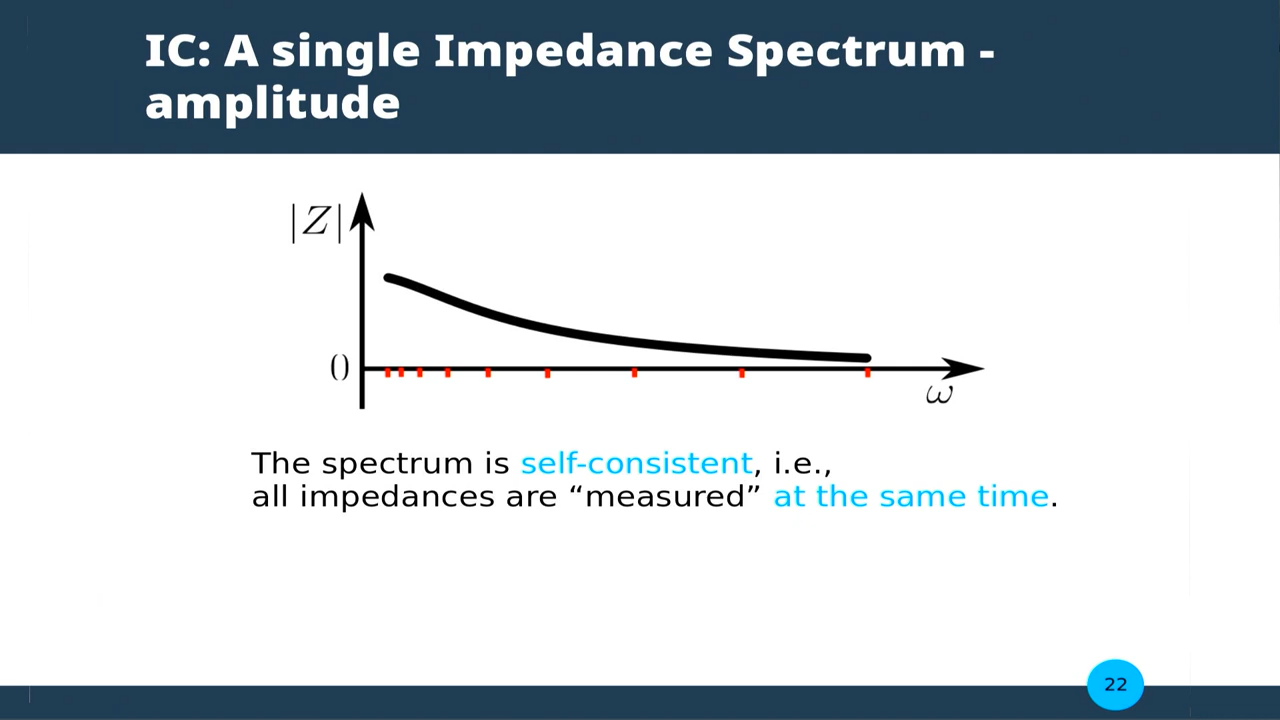 IC: A single Impedance Spectrum -
amplitude
|Z|
0
ω
The spectrum is self-consistent, i.e.,
all impedances are “measured” at the same time.
22